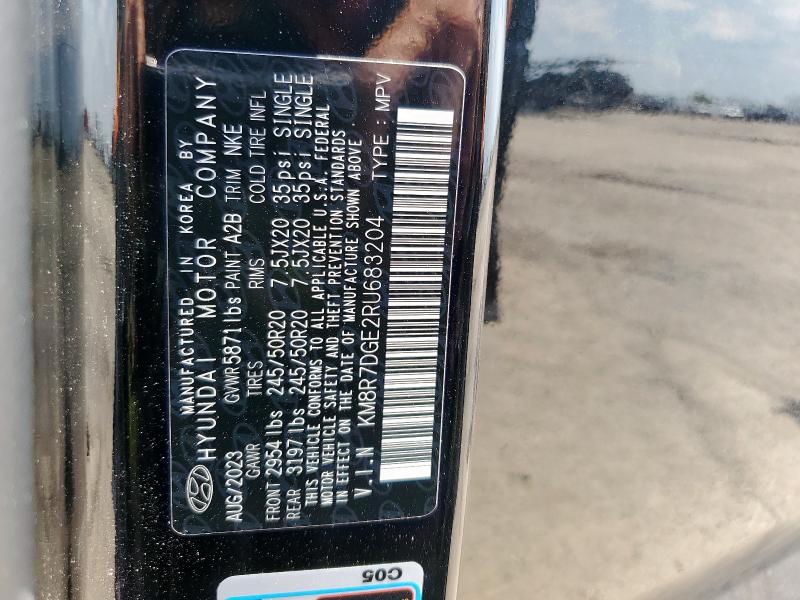 MANUFACTURED IN KOREA BY
HYUNDAI MOTOR COMPANY
AUG/2023 GVWR 5871 lbs PAINT A2B TRIM NKE
GAWR TIRES RIMS COLD TIRE INFL
FRONT 2954 lbs 245/50R20 7.5JX20 35psi SINGLE
REAR 3197 lbs 245/50R20 7.5JX20 35psi SINGLE
THIS VEHICLE CONFORMS TO ALL APPLICABLE U.S.A. FEDERAL
MOTOR VEHICLE SAFETY AND THEFT PREVENTION STANDARDS
IN EFFECT ON THE DATE OF MANUFACTURE SHOWN ABOVE
V.I.N KM8R7DGE2RU683204 TYPE : MPV
C05